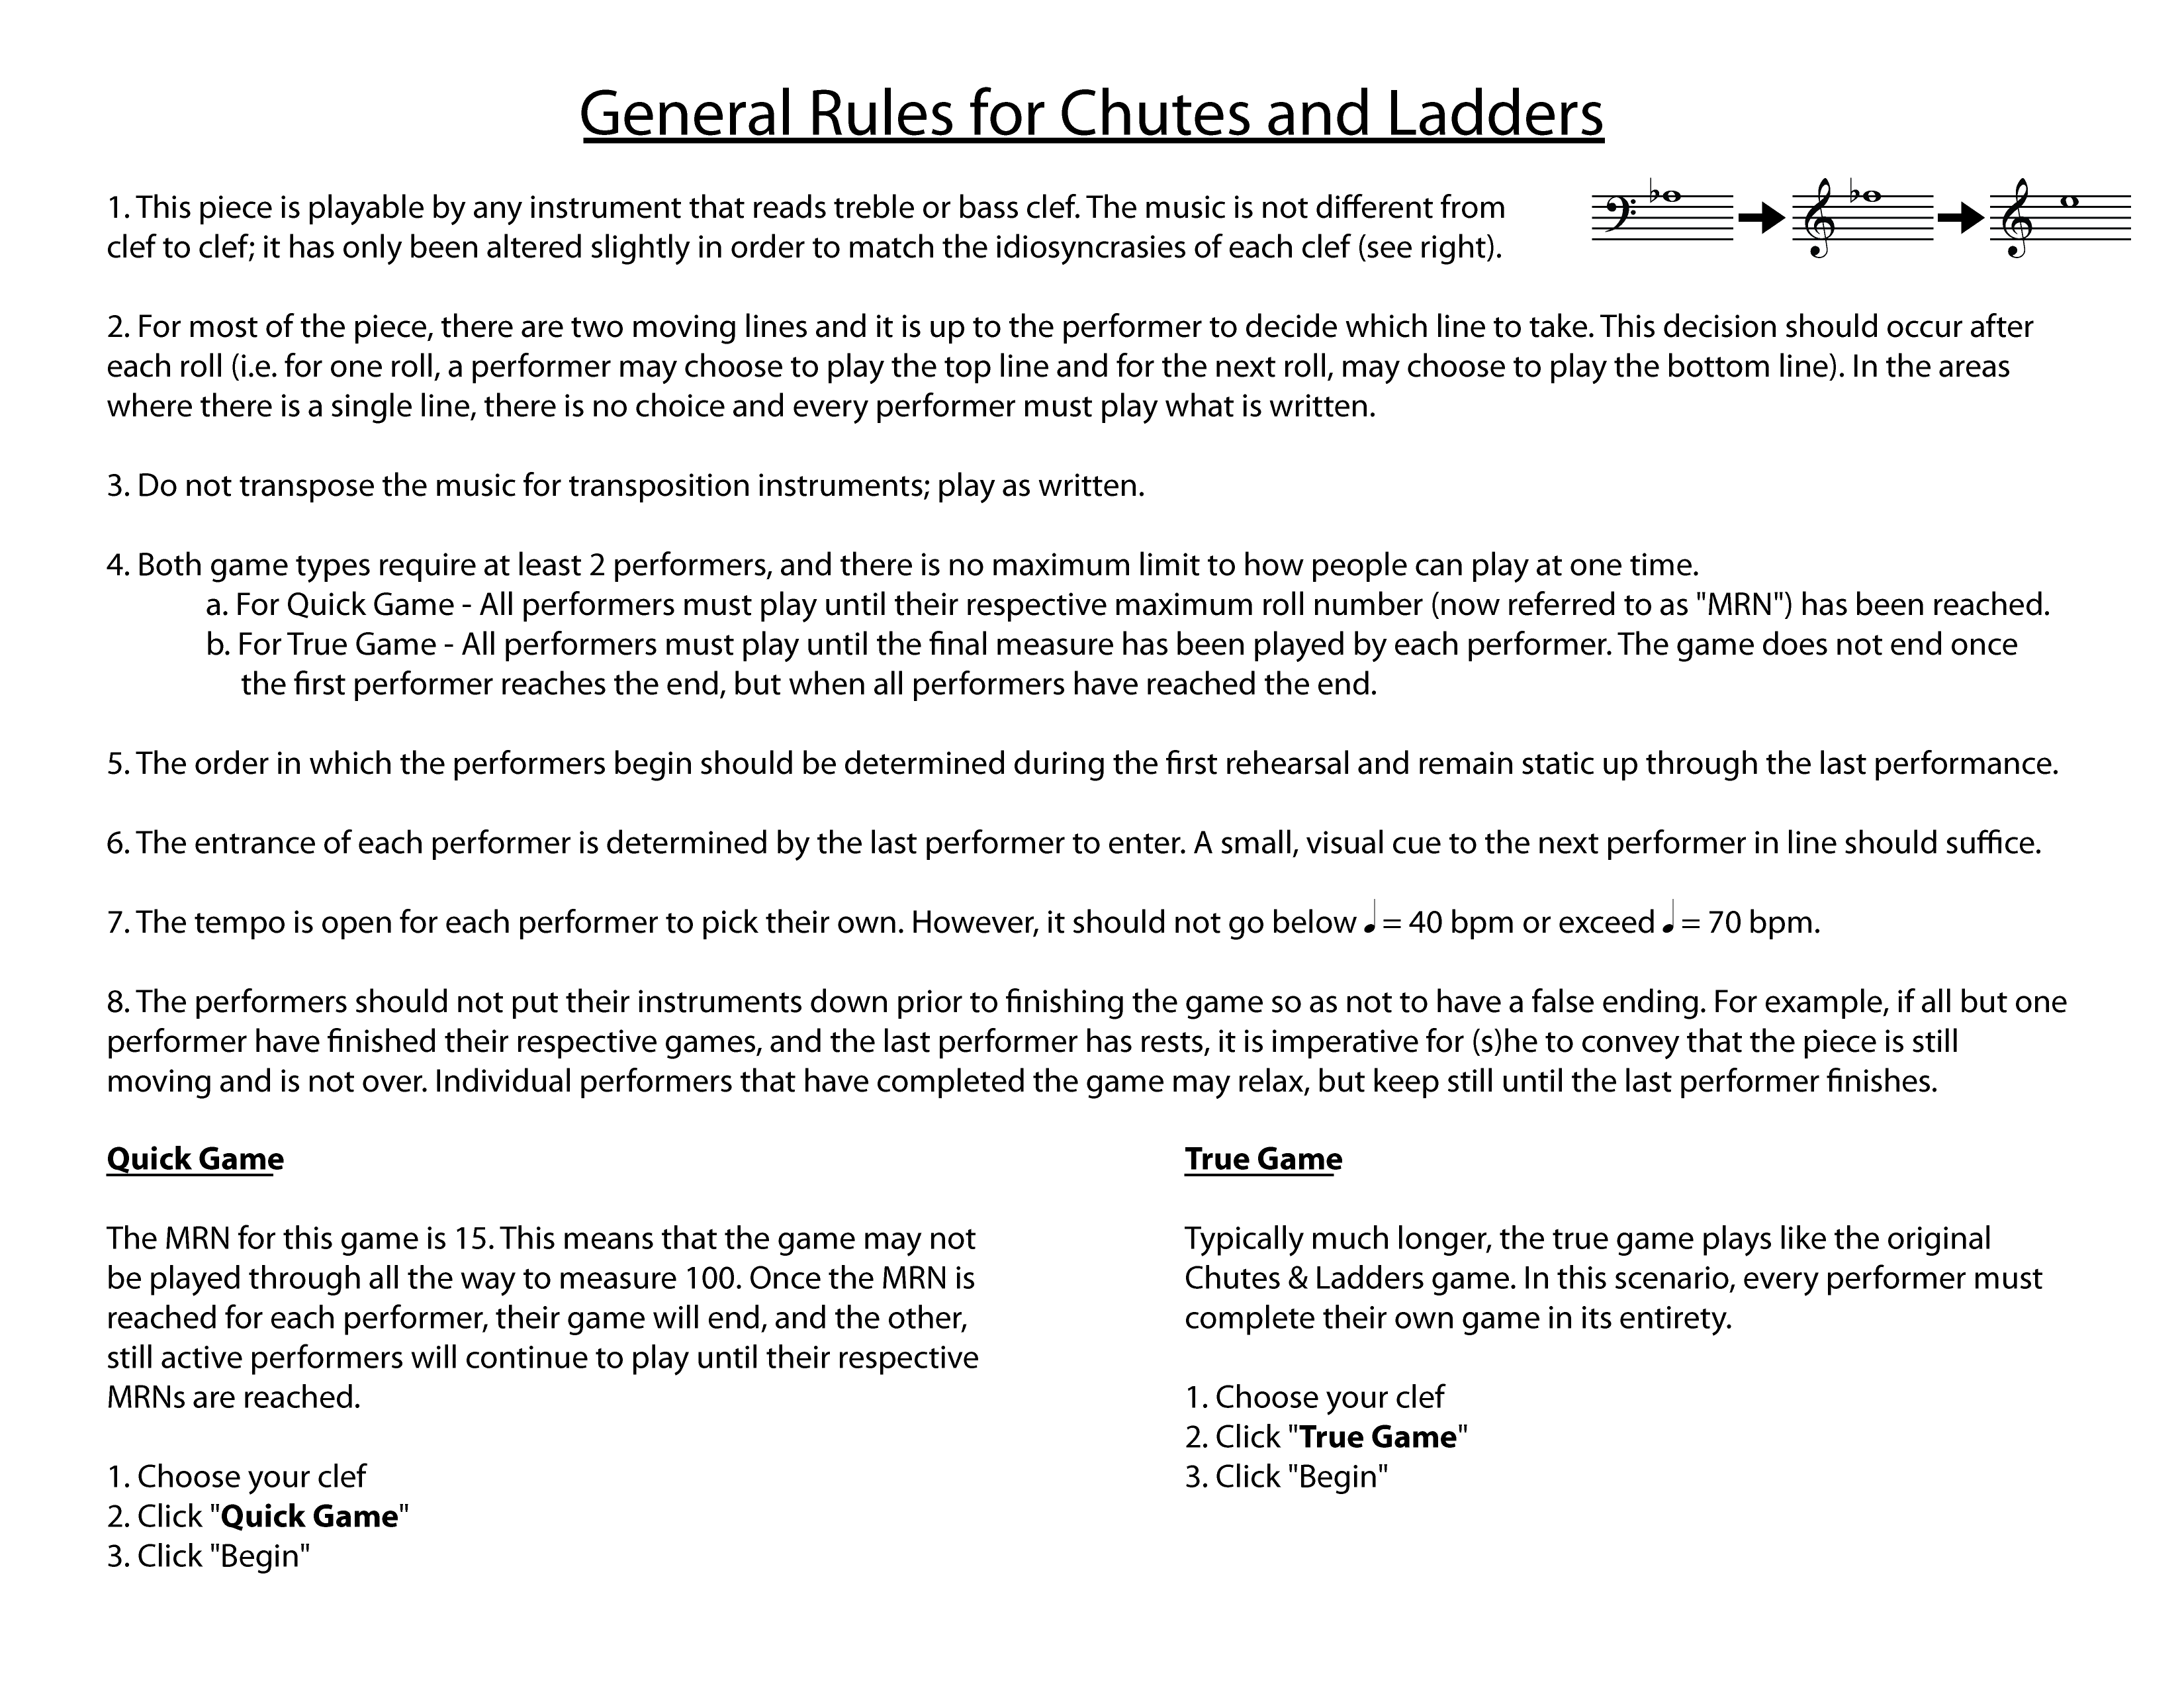 General Rules for Chutes and Ladders
1. This piece is playable by any instrument that reads treble or bass clef. The music is not different from
clef to clef; it has only been altered slightly in order to match the idiosyncrasies of each clef (see right).
2. For most of the piece, there are two moving lines and it is up to the performer to decide which line to take. This decision should occur after
each roll (i.e. for one roll, a performer may choose to play the top line and for the next roll, may choose to play the bottom line). In the areas
where there is a single line, there is no choice and every performer must play what is written.
3. Do not transpose the music for transposition instruments; play as written.
4. Both game types require at least 2 performers, and there is no maximum limit to how people can play at one time.
a. For Quick Game - All performers must play until their respective maximum roll number (now referred to as "MRN") has been reached.
b. For True Game - All performers must play until the final measure has been played by each performer. The game does not end once
the first performer reaches the end, but when all performers have reached the end.
5. The order in which the performers begin should be determined during the first rehearsal and remain static up through the last performance.
6. The entrance of each performer is determined by the last performer to enter. A small, visual cue to the next performer in line should suffice.
7. The tempo is open for each performer to pick their own. However, it should not go below ♩ = 40 bpm or exceed ♩ = 70 bpm.
8. The performers should not put their instruments down prior to finishing the game so as not to have a false ending. For example, if all but one
performer have finished their respective games, and the last performer has rests, it is imperative for (s)he to convey that the piece is still
moving and is not over. Individual performers that have completed the game may relax, but keep still until the last performer finishes.
Quick Game
The MRN for this game is 15. This means that the game may not
be played through all the way to measure 100. Once the MRN is
reached for each performer, their game will end, and the other,
still active performers will continue to play until their respective
MRNs are reached.
1. Choose your clef
2. Click "Quick Game"
3. Click "Begin"
True Game
Typically much longer, the true game plays like the original
Chutes & Ladders game. In this scenario, every performer must
complete their own game in its entirety.
1. Choose your clef
2. Click "True Game"
3. Click "Begin"